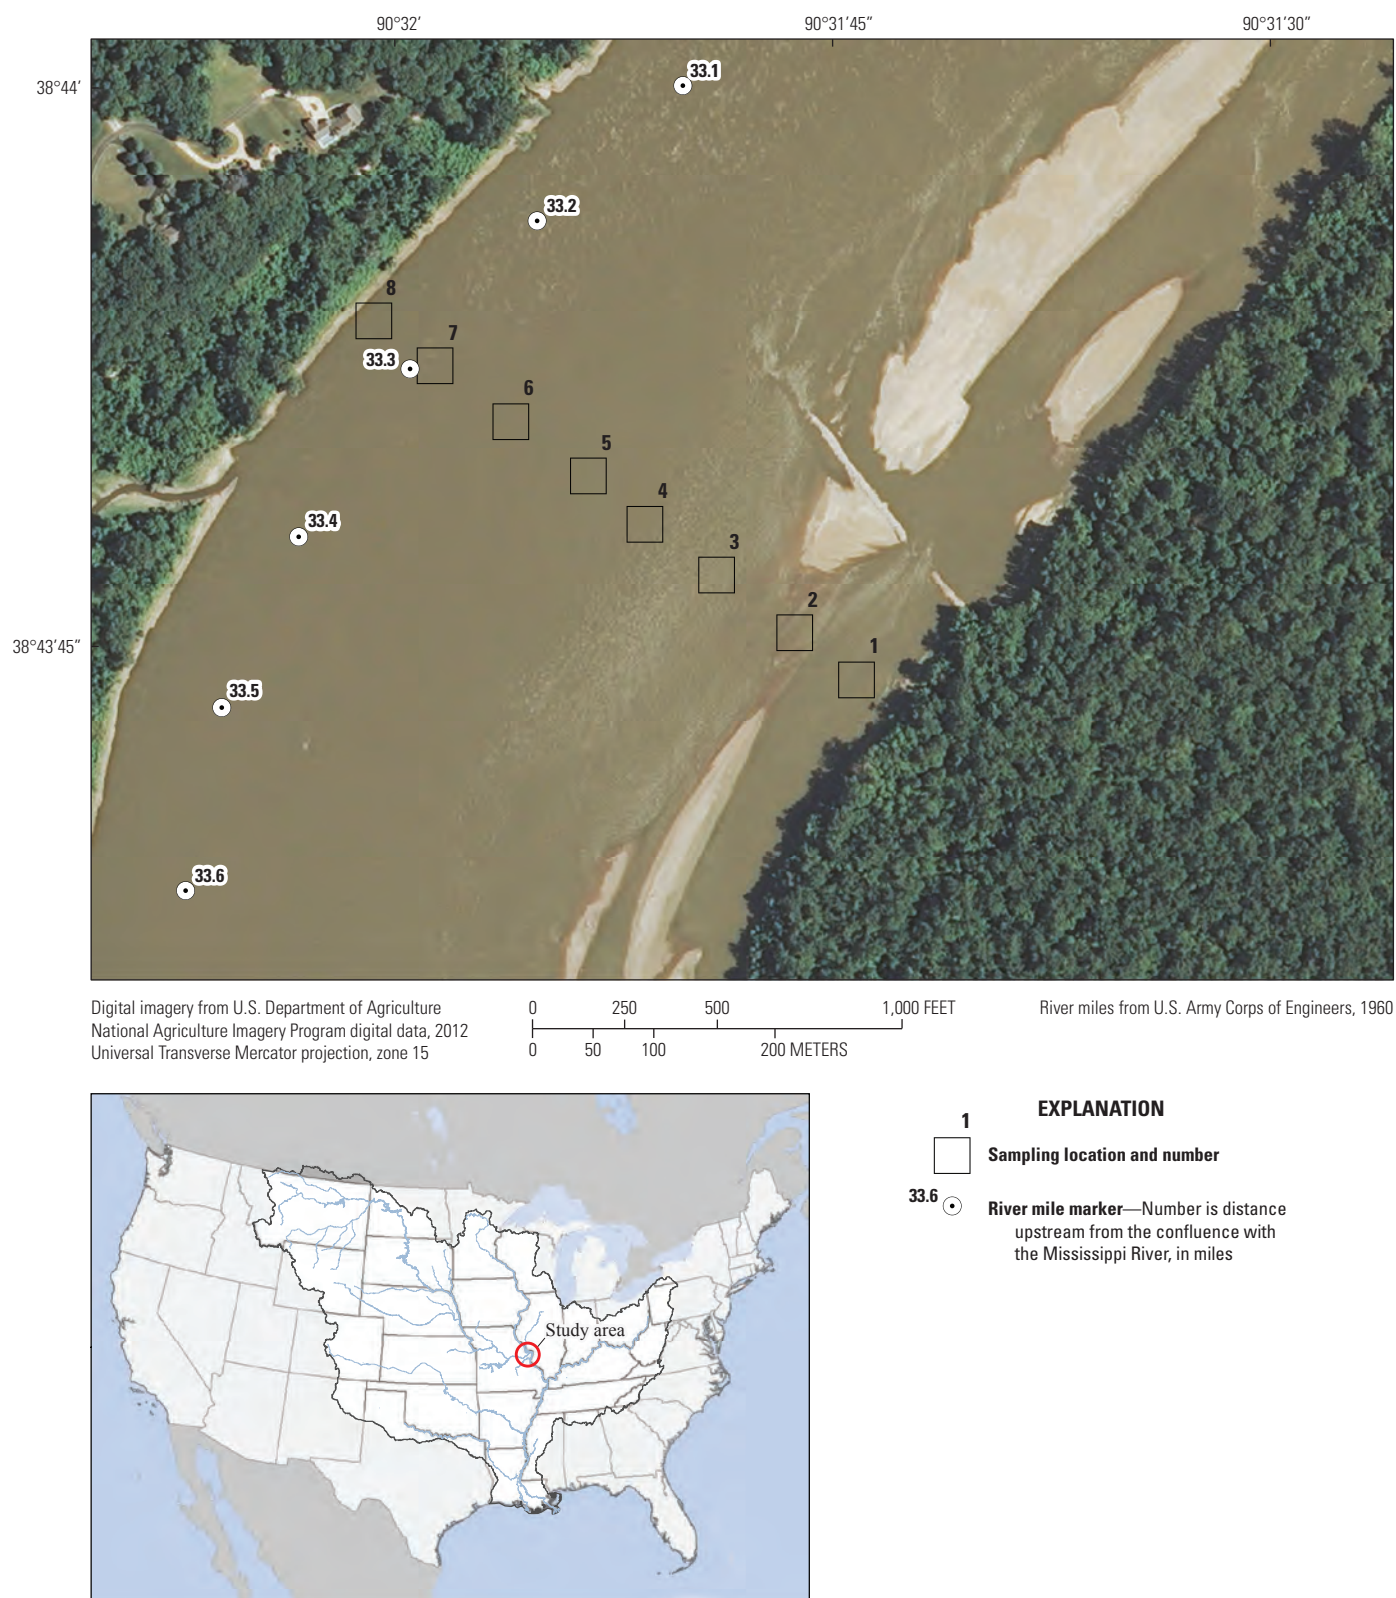 90°32′
90°31′45″
90°31′30″
38°44′
33.1
33.2
8
7
33.3
6
5
4
33.4
3
2
38°43′45″
1
33.5
33.6
Digital imagery from U.S. Department of Agriculture
National Agriculture Imagery Program digital data, 2012
Universal Transverse Mercator projection, zone 15
0 250 500 1,000 FEET
0 50 100 200 METERS
River miles from U.S. Army Corps of Engineers, 1960
Study area
EXPLANATION
1
Sampling location and number
33.6
River mile marker—Number is distance
upstream from the confluence with
the Mississippi River, in miles